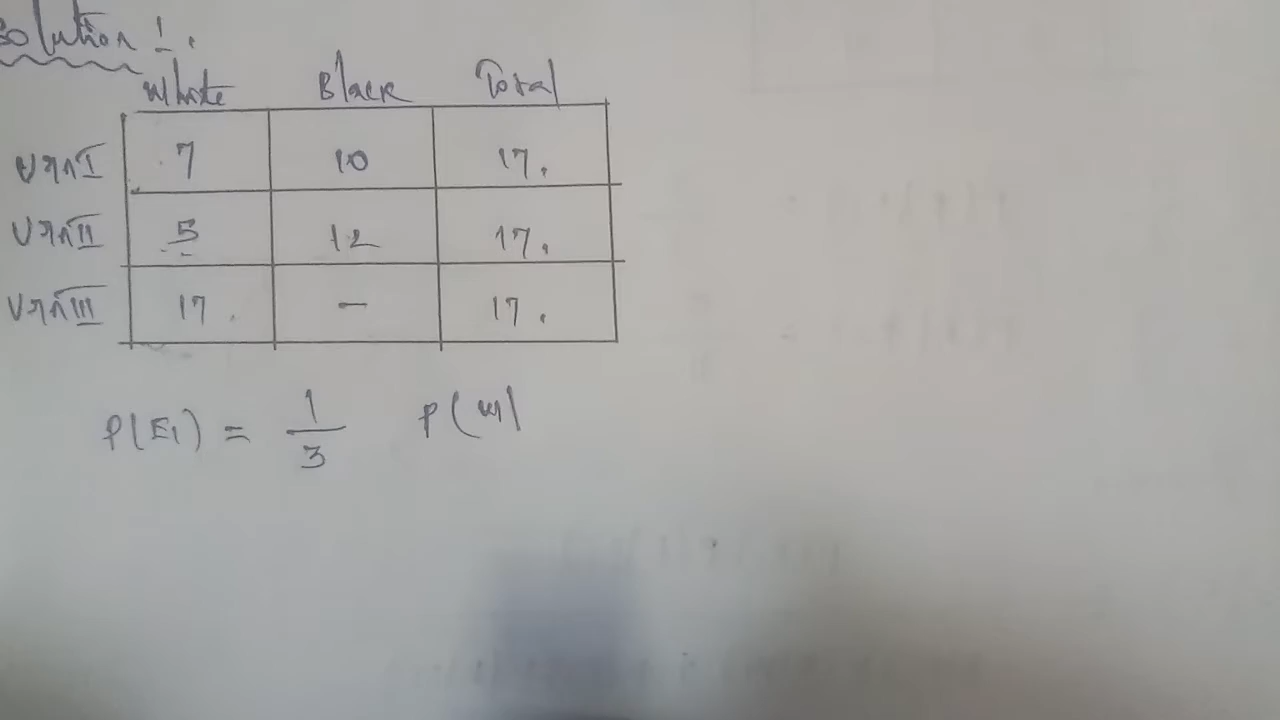 Solution :.
White Black Total
Urn I 7 10 17.
Urn II 5 12 17.
Urn III 17. – 17.
P(E1) = 1/3 P(w|